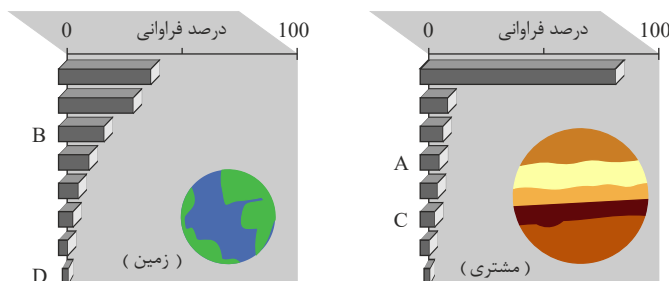 0 درصد فراوانی 100
B
D
( زمین )
0 درصد فراوانی 100
A
C
( مشتری )